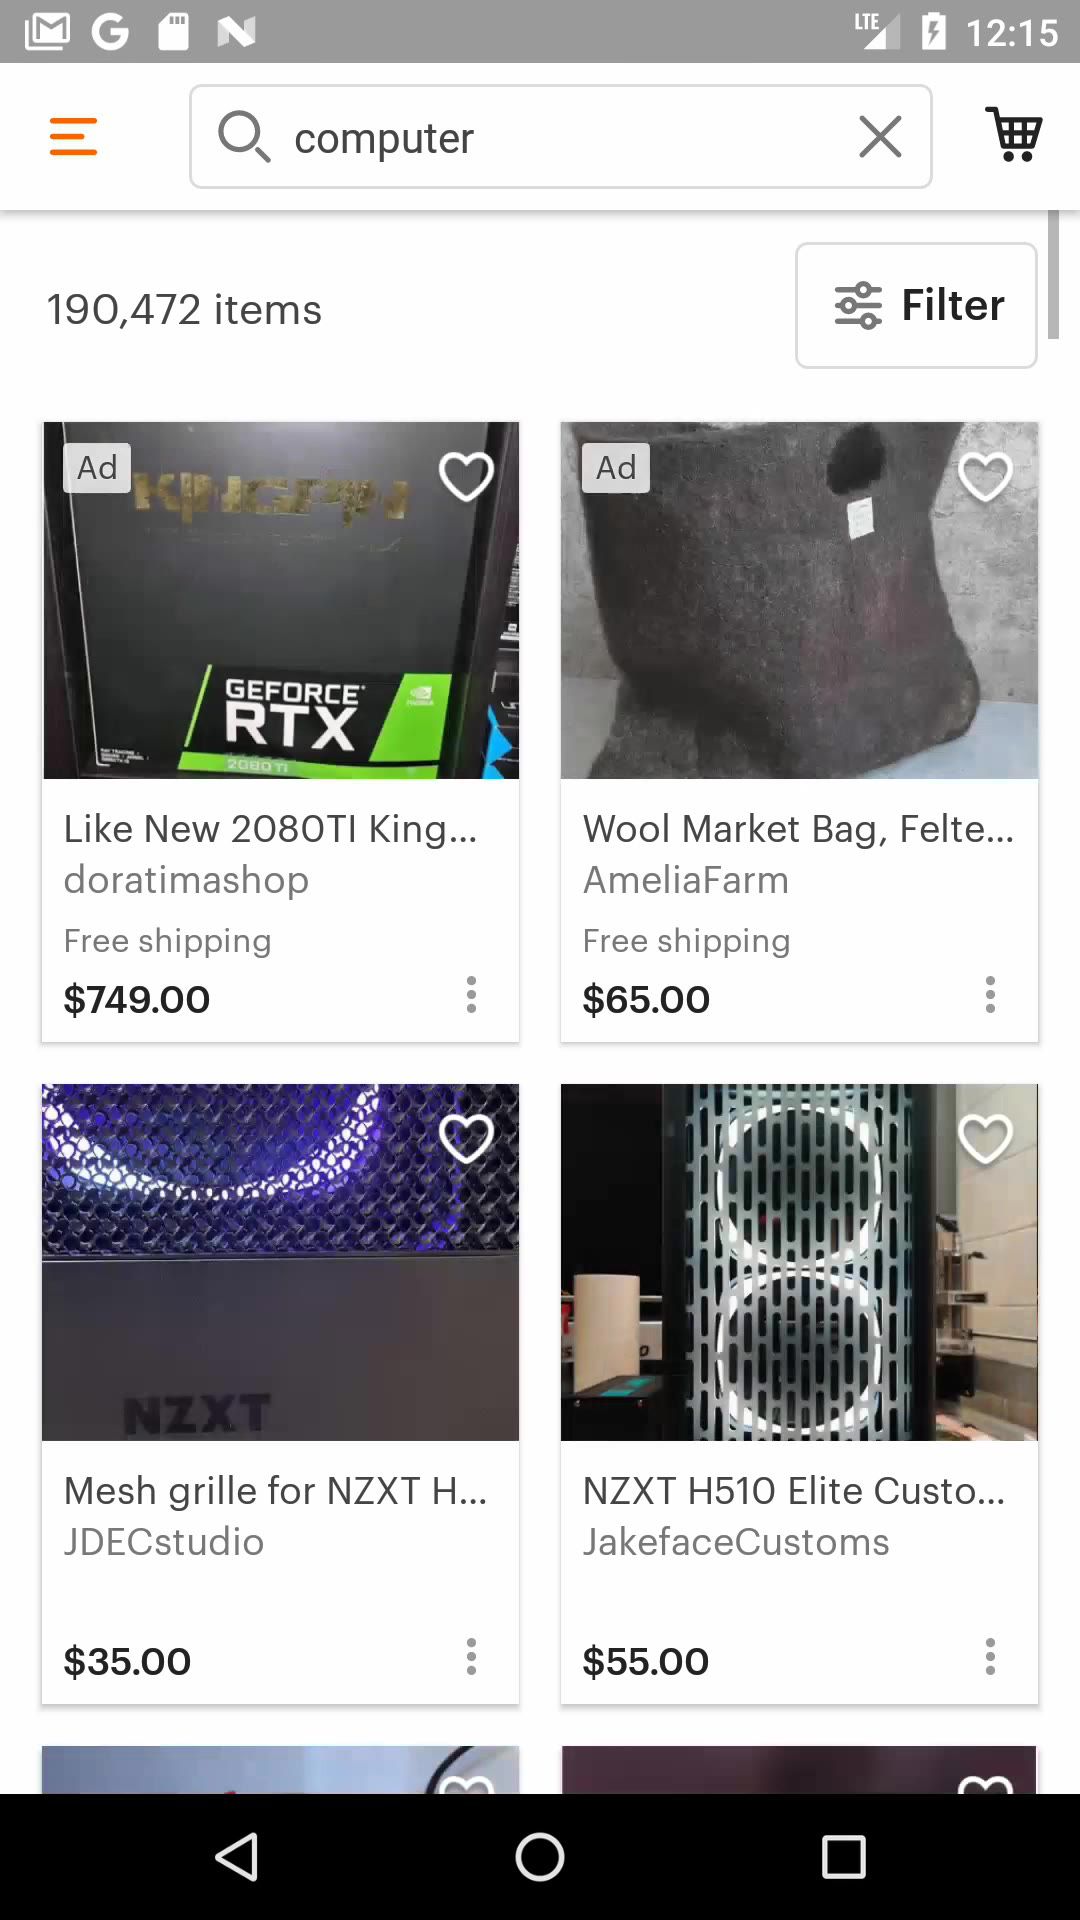 LTE 12:15
computer
190,472 items
Filter
Ad
KINGPIN
GEFORCE
RTX
2080 TI
Ad
Like New 2080TI King...
doratimashop
Free shipping
$749.00
Wool Market Bag, Felte...
AmeliaFarm
Free shipping
$65.00
NZXT
Mesh grille for NZXT H...
JDECstudio
$35.00
NZXT H510 Elite Custo...
JakefaceCustoms
$55.00